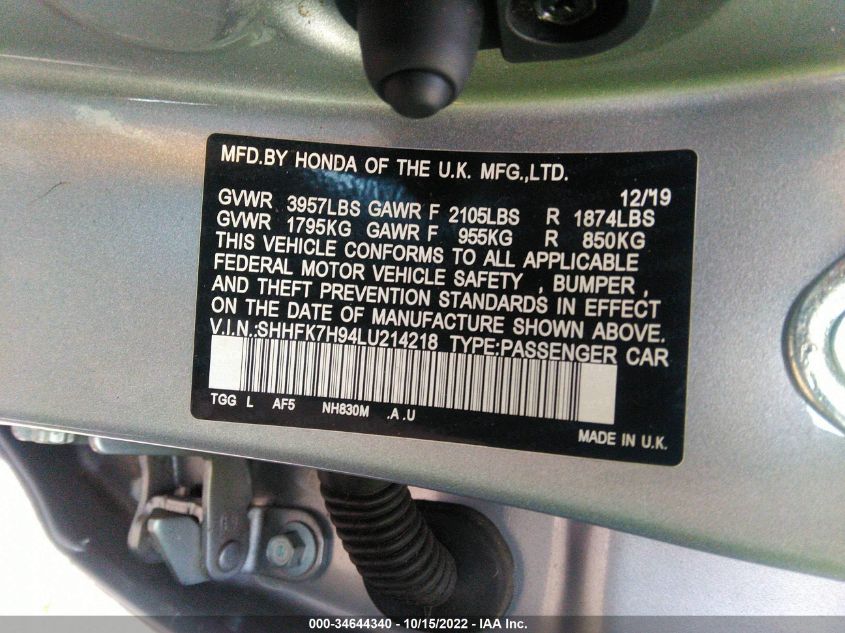 MFD.BY HONDA OF THE U.K. MFG.,LTD.
12/'19
GVWR 3957LBS GAWR F 2105LBS R 1874LBS
GVWR 1795KG GAWR F 955KG R 850KG
THIS VEHICLE CONFORMS TO ALL APPLICABLE
FEDERAL MOTOR VEHICLE SAFETY , BUMPER ,
AND THEFT PREVENTION STANDARDS IN EFFECT
ON THE DATE OF MANUFACTURE SHOWN ABOVE.
V.I.N.:SHHFK7H94LU214218 TYPE:PASSENGER CAR
TGG L AF5 NH830M .A .U
MADE IN U.K.
000-34644340 - 10/15/2022 - IAA Inc.